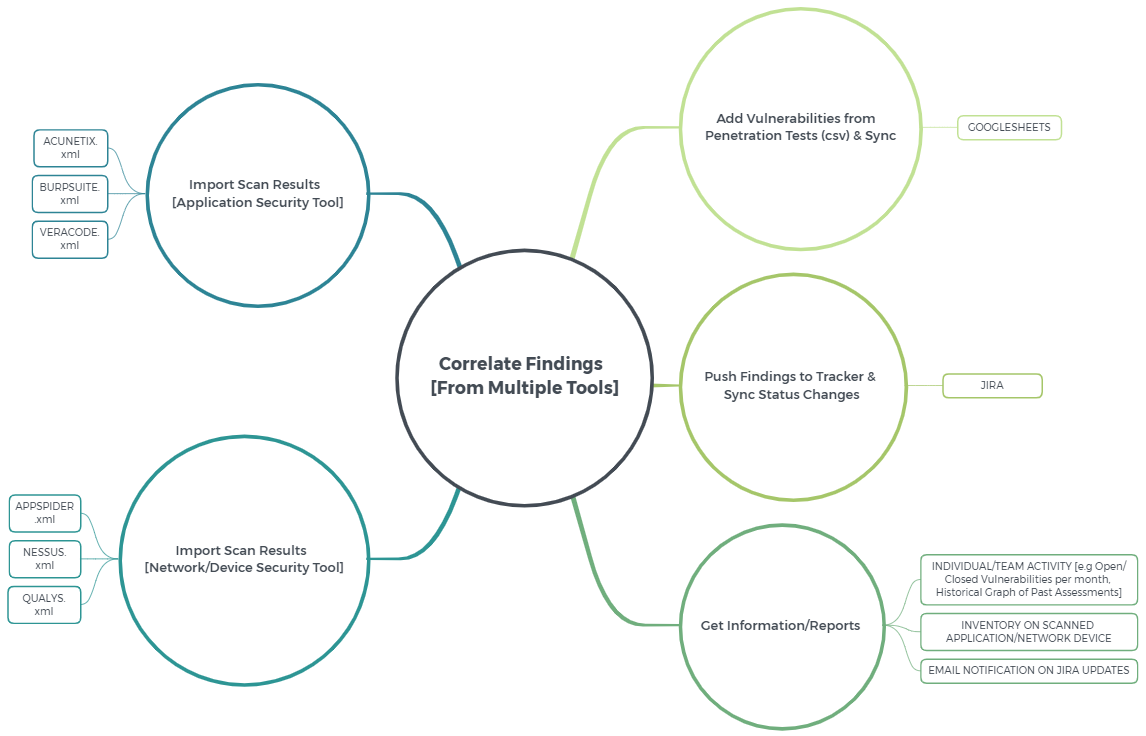 Correlate Findings
[From Multiple Tools]
Import Scan Results
[Application Security Tool]
ACUNETIX.
xml
BURPSUITE.
xml
VERACODE.
xml
Import Scan Results
[Network/Device Security Tool]
APPSPIDER
.xml
NESSUS.
xml
QUALYS.
xml
Add Vulnerabilities from
Penetration Tests (csv) & Sync
GOOGLESHEETS
Push Findings to Tracker &
Sync Status Changes
JIRA
Get Information/Reports
INDIVIDUAL/TEAM ACTIVITY [e.g Open/
Closed Vulnerabilities per month,
Historical Graph of Past Assessments]
INVENTORY ON SCANNED
APPLICATION/NETWORK DEVICE
EMAIL NOTIFICATION ON JIRA UPDATES